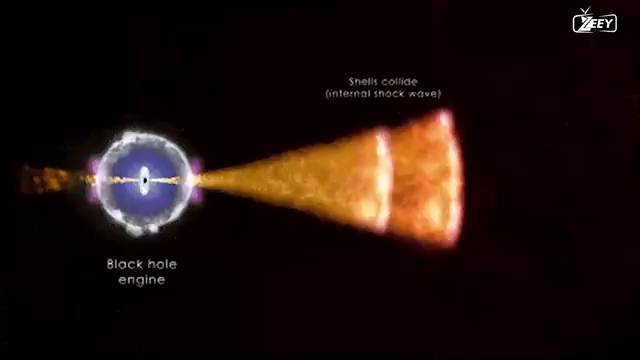 ZEEY
Shells collide
(internal shock wave)
Black hole
engine